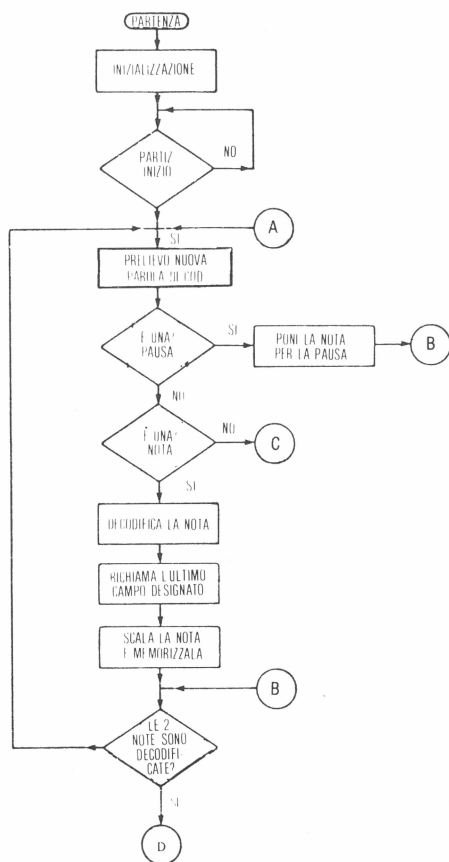 PARTENZA
INIZIALIZZAZIONE
PARTIZ
INIZIO
NO
A
SI
PRELIEVO NUOVA
PAROLA DI COD
E UNA
PAUSA
SI
PONI LA NOTA
PER LA PAUSA
B
NO
E UNA
NOTA
NO
C
SI
DECODIFICA LA NOTA
RICHIAMA L'ULTIMO
CAMPO DESIGNATO
SCALA LA NOTA
E MEMORIZZALA
B
LE 2
NOTE SONO
DECODIFI-
CATE?
SI
D